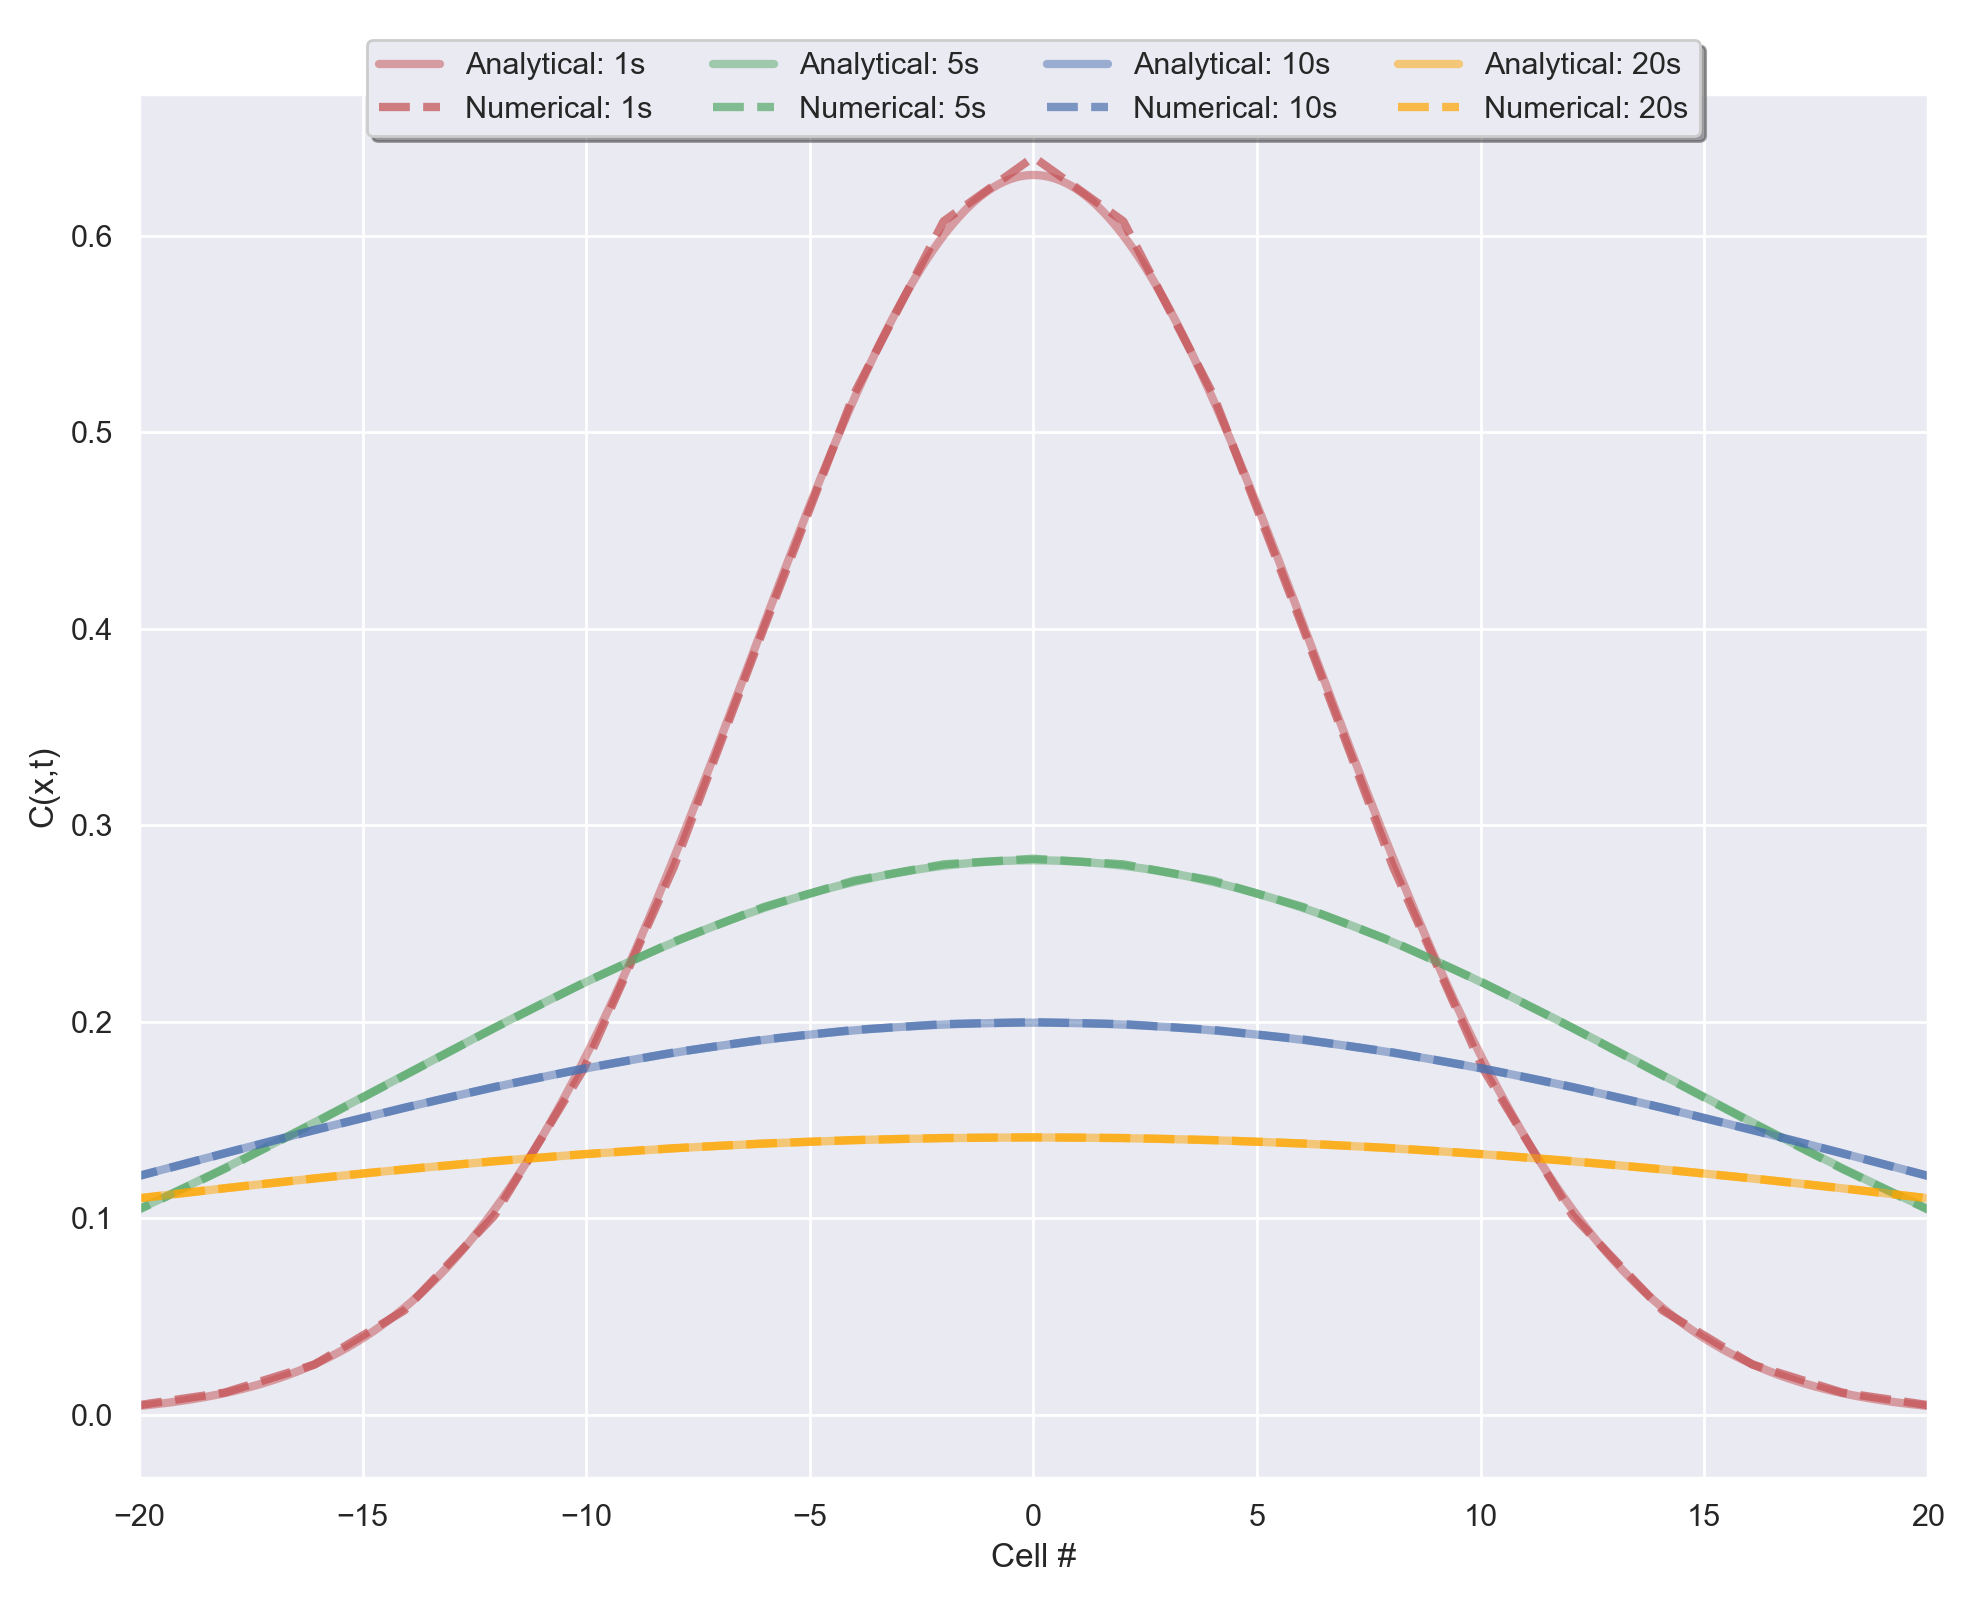 Analytical: 1s Analytical: 5s Analytical: 10s Analytical: 20s
Numerical: 1s Numerical: 5s Numerical: 10s Numerical: 20s
0.6
0.5
0.4
0.3
0.2
0.1
0.0
C(x,t)
−20 −15 −10 −5 0 5 10 15 20
Cell #